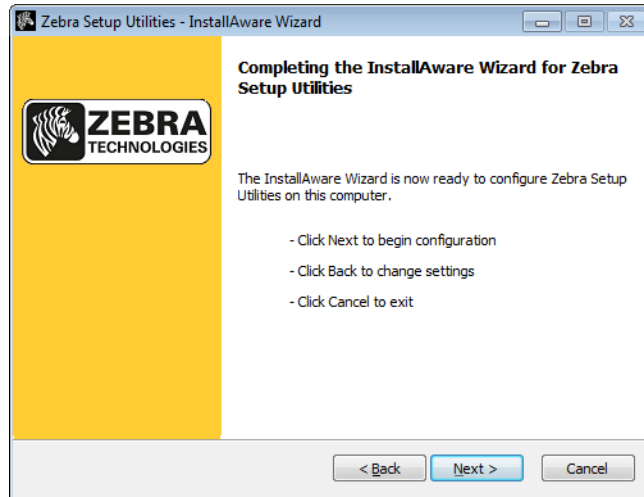 Zebra Setup Utilities - InstallAware Wizard
Completing the InstallAware Wizard for Zebra
Setup Utilities
ZEBRA
TECHNOLOGIES
The InstallAware Wizard is now ready to configure Zebra Setup
Utilities on this computer.
- Click Next to begin configuration
- Click Back to change settings
- Click Cancel to exit
< Back
Next >
Cancel